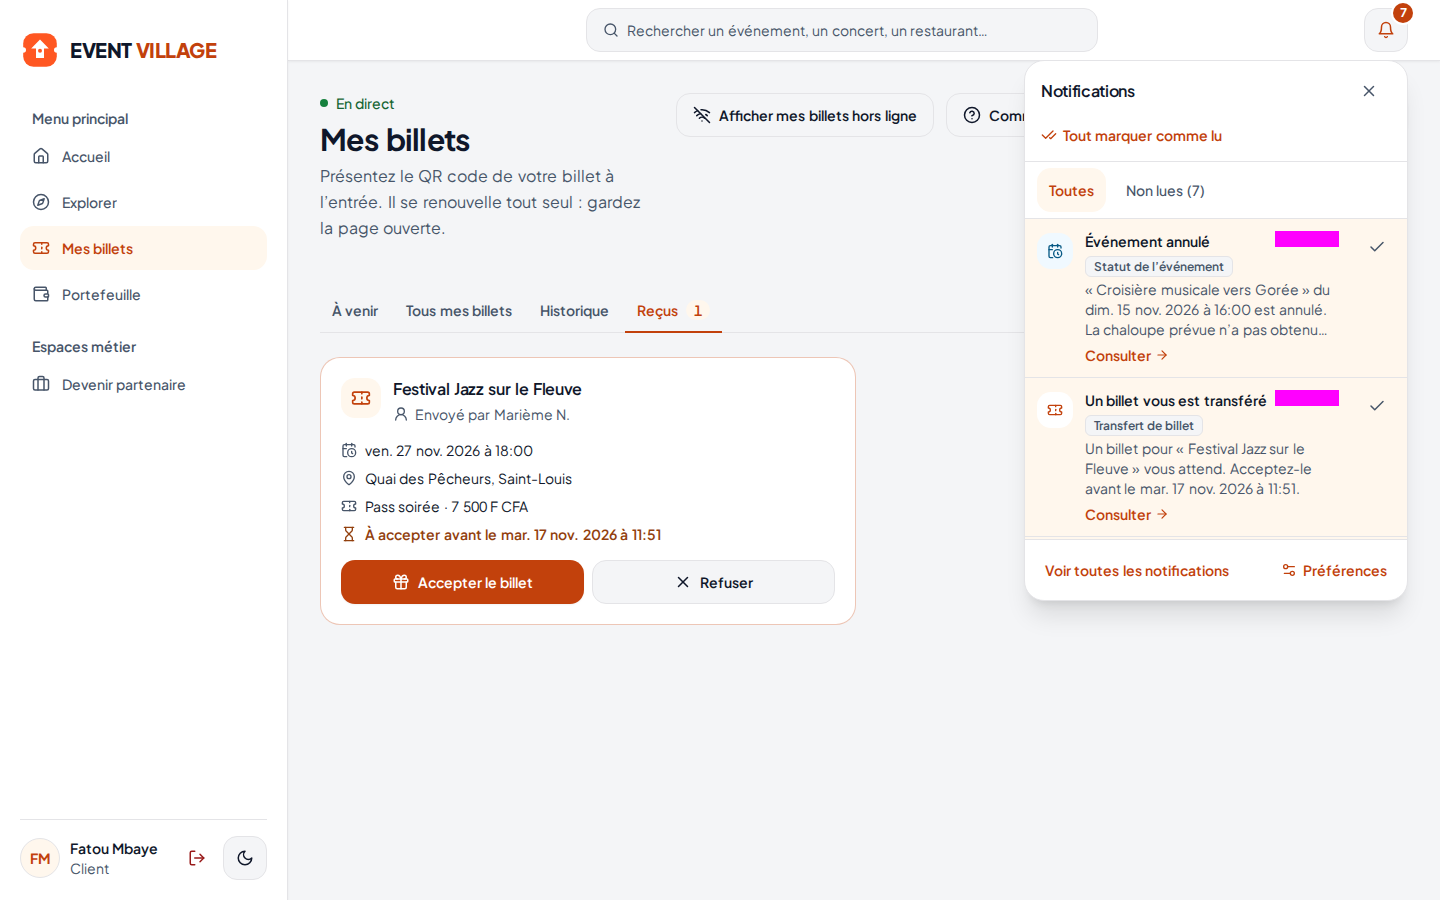 EVENT VILLAGE
Menu principal
Accueil
Explorer
Mes billets
Portefeuille
Espaces métier
Devenir partenaire
FM
Fatou Mbaye
Client
Rechercher un événement, un concert, un restaurant…
7
En direct
Mes billets
Présentez le QR code de votre billet à
l’entrée. Il se renouvelle tout seul : gardez
la page ouverte.
Afficher mes billets hors ligne
À venir
Tous mes billets
Historique
Reçus 1
Festival Jazz sur le Fleuve
Envoyé par Marième N.
ven. 27 nov. 2026 à 18:00
Quai des Pêcheurs, Saint-Louis
Pass soirée · 7 500 F CFA
À accepter avant le mar. 17 nov. 2026 à 11:51
Accepter le billet
Refuser
Notifications
Tout marquer comme lu
Toutes
Non lues (7)
Événement annulé
Statut de l’événement
« Croisière musicale vers Gorée » du
dim. 15 nov. 2026 à 16:00 est annulé.
La chaloupe prévue n’a pas obtenu…
Consulter
Un billet vous est transféré
Transfert de billet
Un billet pour « Festival Jazz sur le
Fleuve » vous attend. Acceptez-le
avant le mar. 17 nov. 2026 à 11:51.
Consulter
Voir toutes les notifications
Préférences